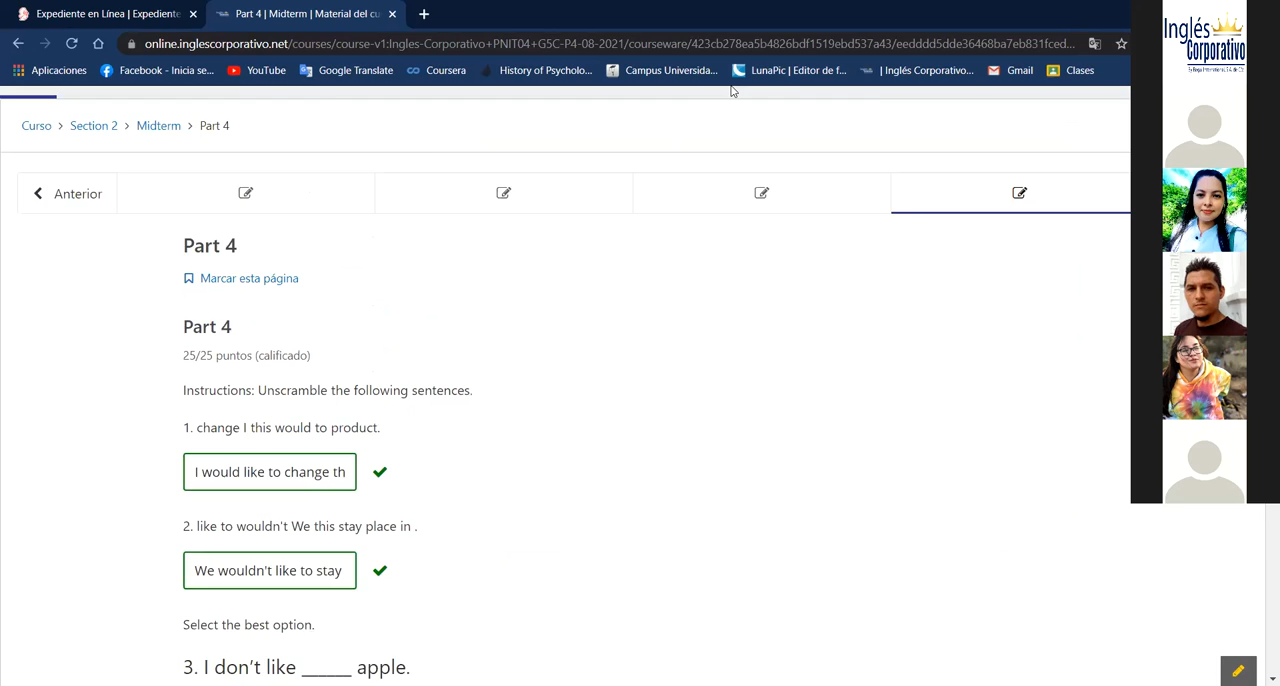 Expediente en Línea | Expediente
Part 4 | Midterm | Material del cu
online.inglescorporativo.net/courses/course-v1:Ingles-Corporativo+PNIT04+G5C-P4-08-2021/courseware/423cb278ea5b4826bdf1519ebd537a43/eedddd5dde36468ba7eb831fced...
Aplicaciones
Facebook - Inicia se...
YouTube
Google Translate
Coursera
History of Psycholo...
Campus Universida...
LunaPic | Editor de f...
| Inglés Corporativo...
Gmail
Clases
Inglés
Corporativo
Curso > Section 2 > Midterm > Part 4
Anterior
Part 4
Marcar esta página
Part 4
25/25 puntos (calificado)
Instructions: Unscramble the following sentences.
1. change I this would to product.
I would like to change th
2. like to wouldn't We this stay place in .
We wouldn't like to stay
Select the best option.
3. I don't like ______ apple.